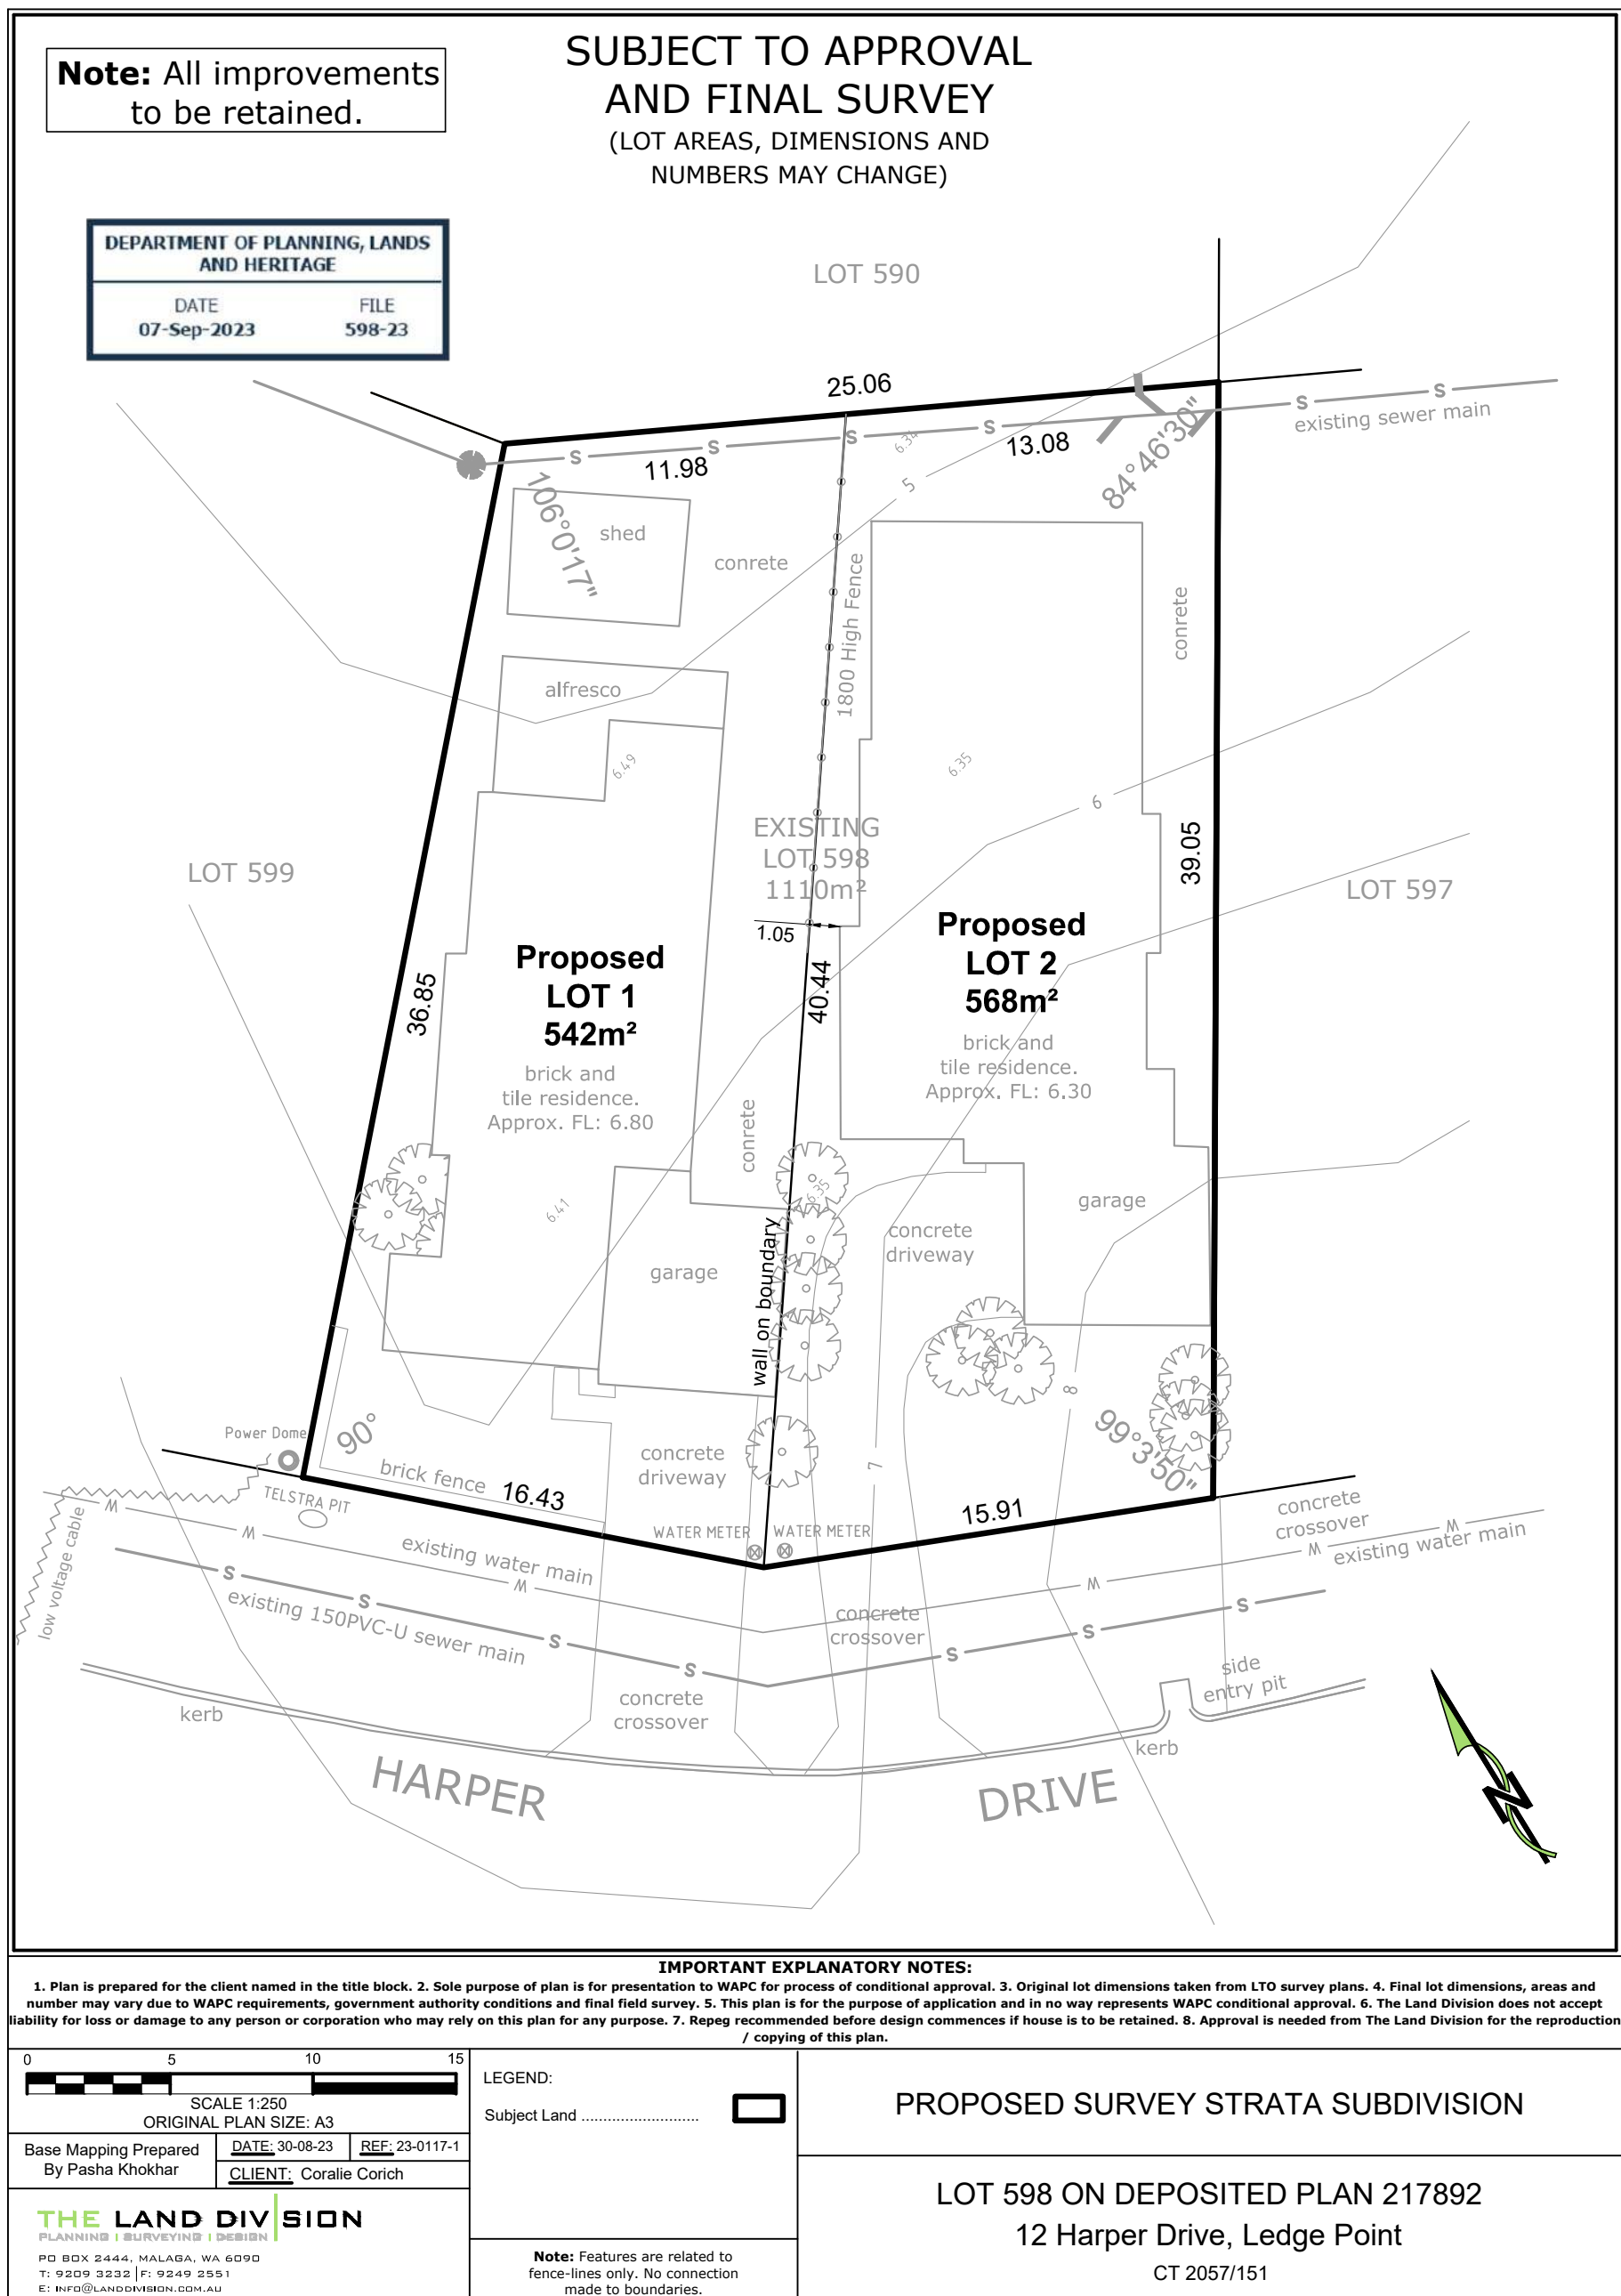 Note: All improvements
to be retained.
SUBJECT TO APPROVAL
AND FINAL SURVEY
(LOT AREAS, DIMENSIONS AND
NUMBERS MAY CHANGE)
DEPARTMENT OF PLANNING, LANDS
AND HERITAGE
DATE FILE
07-Sep-2023 598-23
LOT 590
25.06
S S S S S S
existing sewer main
11.98
13.08
6.34
5
84°46'30"
106°0'17"
shed
conrete
1800 High Fence
conrete
alfresco
6.49
6.35
6
EXISTING
LOT 598
1110m²
LOT 599
39.05
LOT 597
1.05
Proposed
LOT 1
542m²
Proposed
LOT 2
568m²
36.85
40.44
brick and
tile residence.
Approx. FL: 6.80
brick and
tile residence.
Approx. FL: 6.30
conrete
6.35
6.41
garage
concrete
driveway
garage
wall on boundary
8
7
99°3'50"
90°
Power Dome
brick fence
16.43
concrete
driveway
15.91
TELSTRA PIT
WATER METER WATER METER
concrete
crossover
W W W W W W
existing water main
existing water main
low voltage cable
S S S S S S S
existing 150PVC-U sewer main
concrete
crossover
side
entry pit
kerb
concrete
crossover
kerb
HARPER DRIVE
N
IMPORTANT EXPLANATORY NOTES:
1. Plan is prepared for the client named in the title block. 2. Sole purpose of plan is for presentation to WAPC for process of conditional approval. 3. Original lot dimensions taken from LTO survey plans. 4. Final lot dimensions, areas and
number may vary due to WAPC requirements, government authority conditions and final field survey. 5. This plan is for the purpose of application and in no way represents WAPC conditional approval. 6. The Land Division does not accept
liability for loss or damage to any person or corporation who may rely on this plan for any purpose. 7. Repeg recommended before design commences if house is to be retained. 8. Approval is needed from The Land Division for the reproduction
/ copying of this plan.
0 5 10 15
SCALE 1:250
ORIGINAL PLAN SIZE: A3
Base Mapping Prepared
By Pasha Khokhar
DATE: 30-08-23
REF: 23-0117-1
CLIENT: Coralie Corich
THE LAND DIVISION
PLANNING | SURVEYING | DESIGN
PO BOX 2444, MALAGA, WA 6090
T: 9209 3232 | F: 9249 2551
E: INFO@LANDDIVISION.COM.AU
LEGEND:
Subject Land ..........................
Note: Features are related to
fence-lines only. No connection
made to boundaries.
PROPOSED SURVEY STRATA SUBDIVISION
LOT 598 ON DEPOSITED PLAN 217892
12 Harper Drive, Ledge Point
CT 2057/151